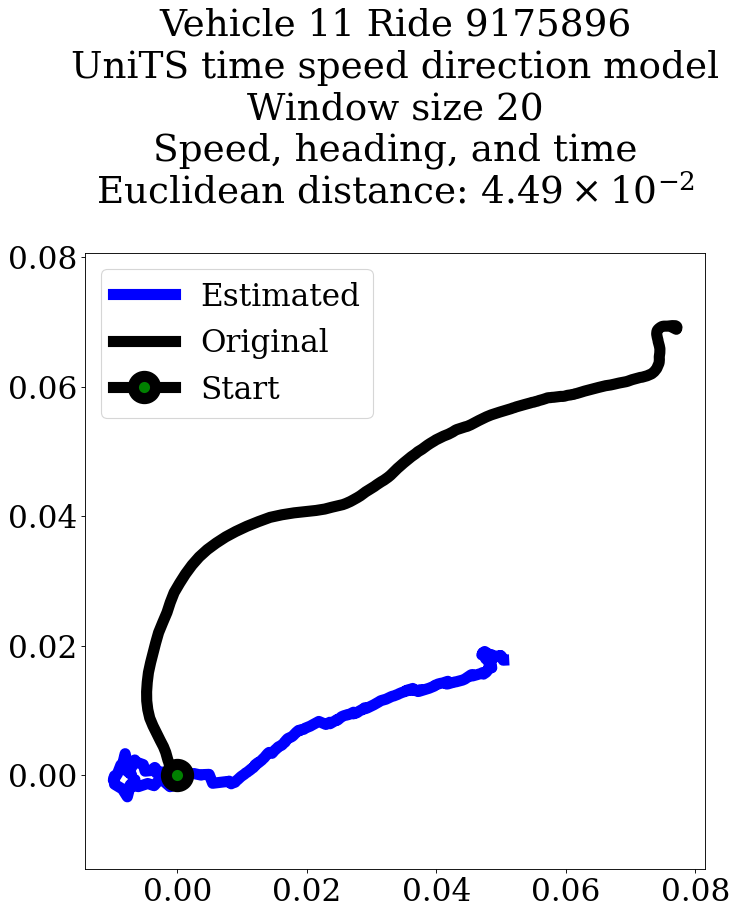 Vehicle 11 Ride 9175896
UniTS time speed direction model
Window size 20
Speed, heading, and time
Euclidean distance: 4.49 × 10⁻²
0.08
Estimated
Original
0.06
Start
0.04
0.02
0.00
0.00 0.02 0.04 0.06 0.08